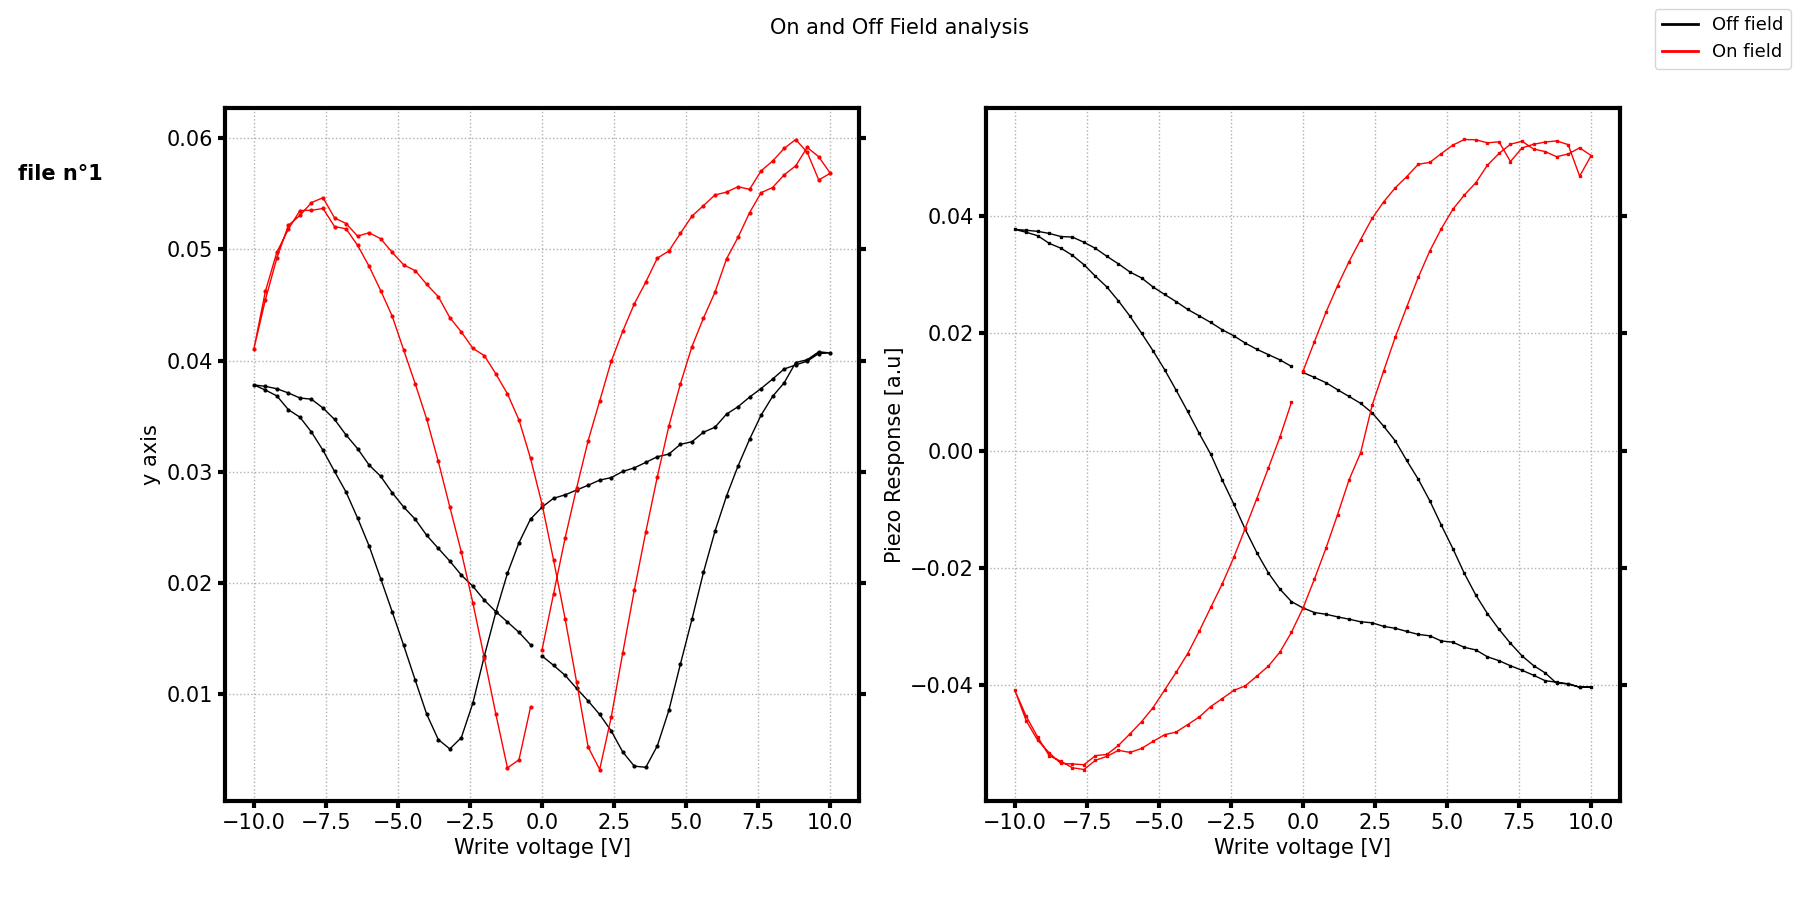 On and Off Field analysis
Off field
On field
file n°1
0.06
0.05
0.04
0.03
0.02
0.01
y axis
−10.0 −7.5 −5.0 −2.5 0.0 2.5 5.0 7.5 10.0
Write voltage [V]
0.04
0.02
0.00
−0.02
−0.04
Piezo Response [a.u]
−10.0 −7.5 −5.0 −2.5 0.0 2.5 5.0 7.5 10.0
Write voltage [V]